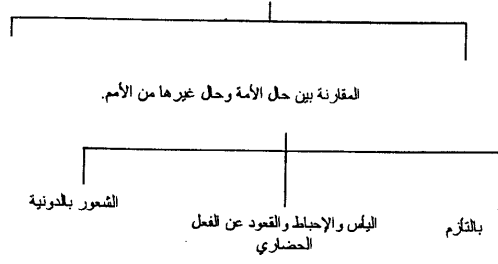 المقارنة بين حال الأمة وحال غيرها من الأمم.
بالتأزم
اليأس والإحباط والقعود عن الفعل
الحضاري
الشعور بالدونية